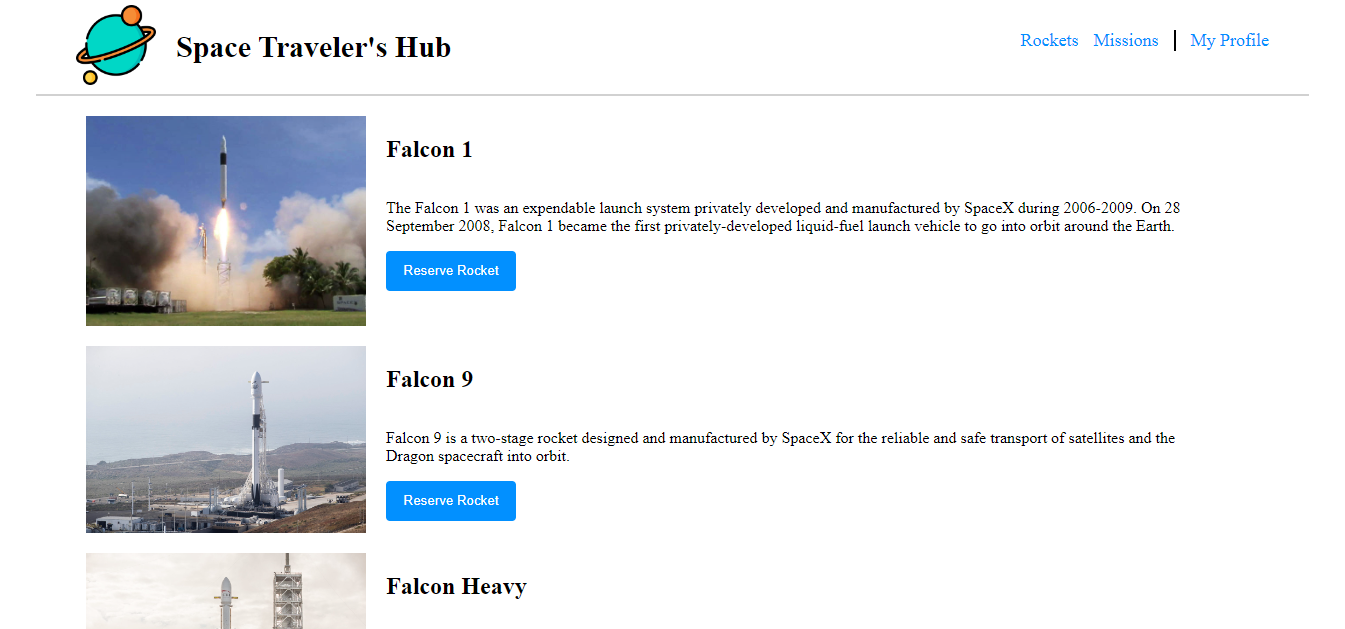 Space Traveler's Hub
Rockets Missions My Profile
Falcon 1
The Falcon 1 was an expendable launch system privately developed and manufactured by SpaceX during 2006-2009. On 28
September 2008, Falcon 1 became the first privately-developed liquid-fuel launch vehicle to go into orbit around the Earth.
Reserve Rocket
Falcon 9
Falcon 9 is a two-stage rocket designed and manufactured by SpaceX for the reliable and safe transport of satellites and the
Dragon spacecraft into orbit.
Reserve Rocket
Falcon Heavy